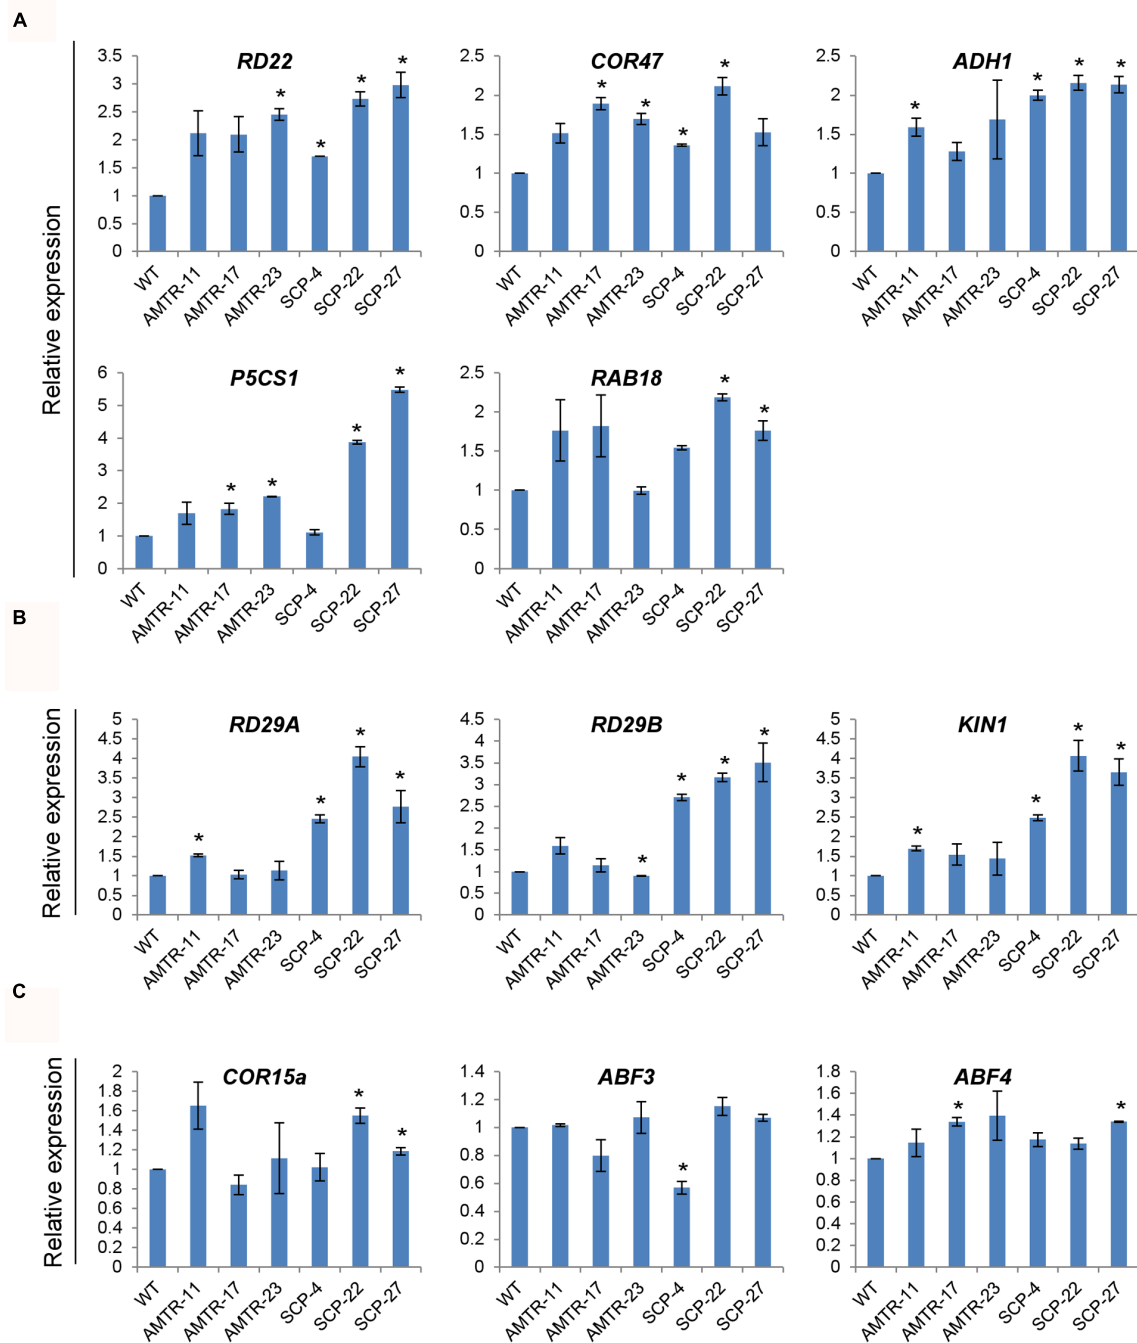 A
Relative expression
RD22
3.5
3
2.5
2
1.5
1
0.5
0
* * * *
WT AMTR-11 AMTR-17 AMTR-23 SCP-4 SCP-22 SCP-27
COR47
2.5
2
1.5
1
0.5
0
* * * *
WT AMTR-11 AMTR-17 AMTR-23 SCP-4 SCP-22 SCP-27
ADH1
2.5
2
1.5
1
0.5
0
* * * *
WT AMTR-11 AMTR-17 AMTR-23 SCP-4 SCP-22 SCP-27
P5CS1
6
5
4
3
2
1
0
* * * *
WT AMTR-11 AMTR-17 AMTR-23 SCP-4 SCP-22 SCP-27
RAB18
2.5
2
1.5
1
0.5
0
* *
WT AMTR-11 AMTR-17 AMTR-23 SCP-4 SCP-22 SCP-27
B
Relative expression
RD29A
5
4.5
4
3.5
3
2.5
2
1.5
1
0.5
0
* * * *
WT AMTR-11 AMTR-17 AMTR-23 SCP-4 SCP-22 SCP-27
RD29B
4.5
4
3.5
3
2.5
2
1.5
1
0.5
0
* * * *
WT AMTR-11 AMTR-17 AMTR-23 SCP-4 SCP-22 SCP-27
KIN1
5
4.5
4
3.5
3
2.5
2
1.5
1
0.5
0
* * * *
WT AMTR-11 AMTR-17 AMTR-23 SCP-4 SCP-22 SCP-27
C
Relative expression
COR15a
2
1.8
1.6
1.4
1.2
1
0.8
0.6
0.4
0.2
0
* *
WT AMTR-11 AMTR-17 AMTR-23 SCP-4 SCP-22 SCP-27
ABF3
1.4
1.2
1
0.8
0.6
0.4
0.2
0
*
WT AMTR-11 AMTR-17 AMTR-23 SCP-4 SCP-22 SCP-27
ABF4
1.8
1.6
1.4
1.2
1
0.8
0.6
0.4
0.2
0
* *
WT AMTR-11 AMTR-17 AMTR-23 SCP-4 SCP-22 SCP-27